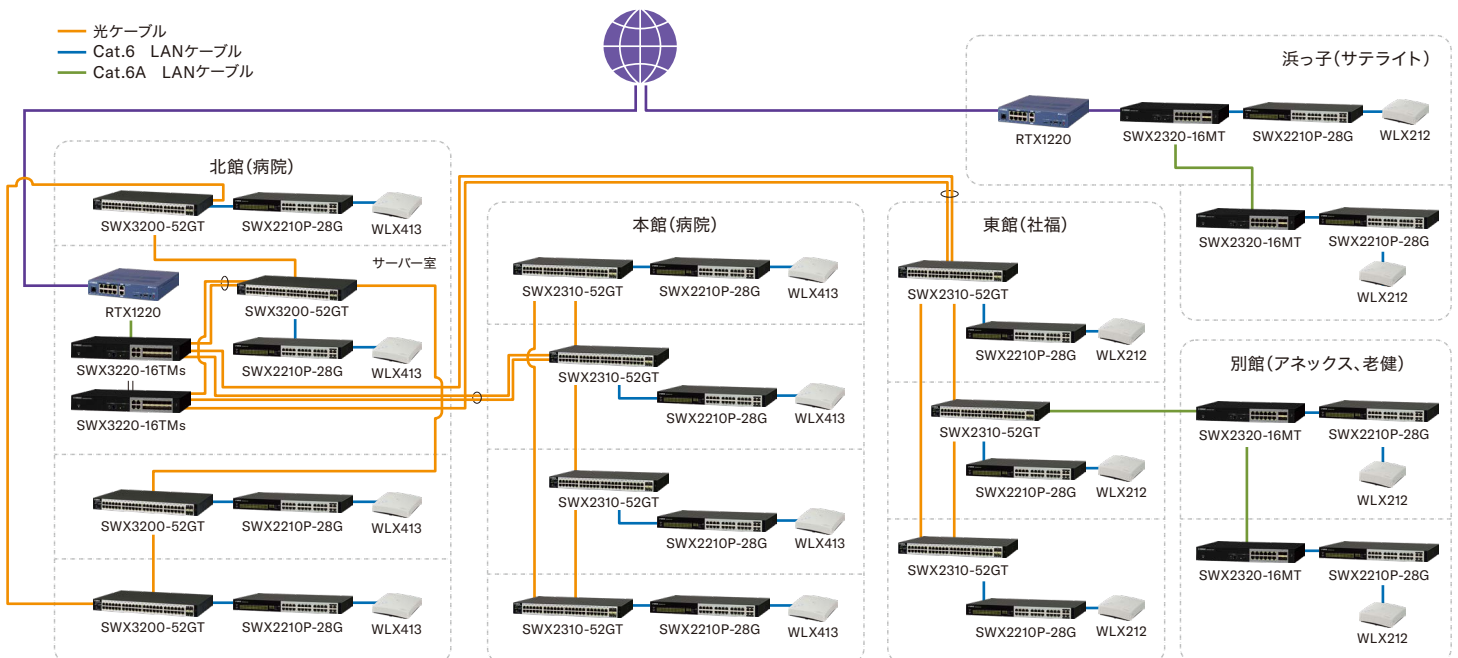 光ケーブル
Cat.6 LANケーブル
Cat.6A LANケーブル
浜っ子(サテライト)
RTX1220
SWX2320-16MT
SWX2210P-28G
WLX212
SWX2320-16MT
SWX2210P-28G
WLX212
北館(病院)
SWX3200-52GT
SWX2210P-28G
WLX413
サーバー室
RTX1220
SWX3200-52GT
SWX3220-16TMs
SWX2210P-28G
WLX413
SWX3220-16TMs
SWX3200-52GT
SWX2210P-28G
WLX413
SWX3200-52GT
SWX2210P-28G
WLX413
本館(病院)
SWX2310-52GT
SWX2210P-28G
WLX413
SWX2310-52GT
SWX2210P-28G
WLX413
SWX2310-52GT
SWX2210P-28G
WLX413
SWX2310-52GT
SWX2210P-28G
WLX413
東館(社福)
SWX2310-52GT
SWX2210P-28G
WLX212
SWX2310-52GT
SWX2210P-28G
WLX212
SWX2310-52GT
SWX2210P-28G
WLX212
別館(アネックス、老健)
SWX2320-16MT
SWX2210P-28G
WLX212
SWX2320-16MT
SWX2210P-28G
WLX212